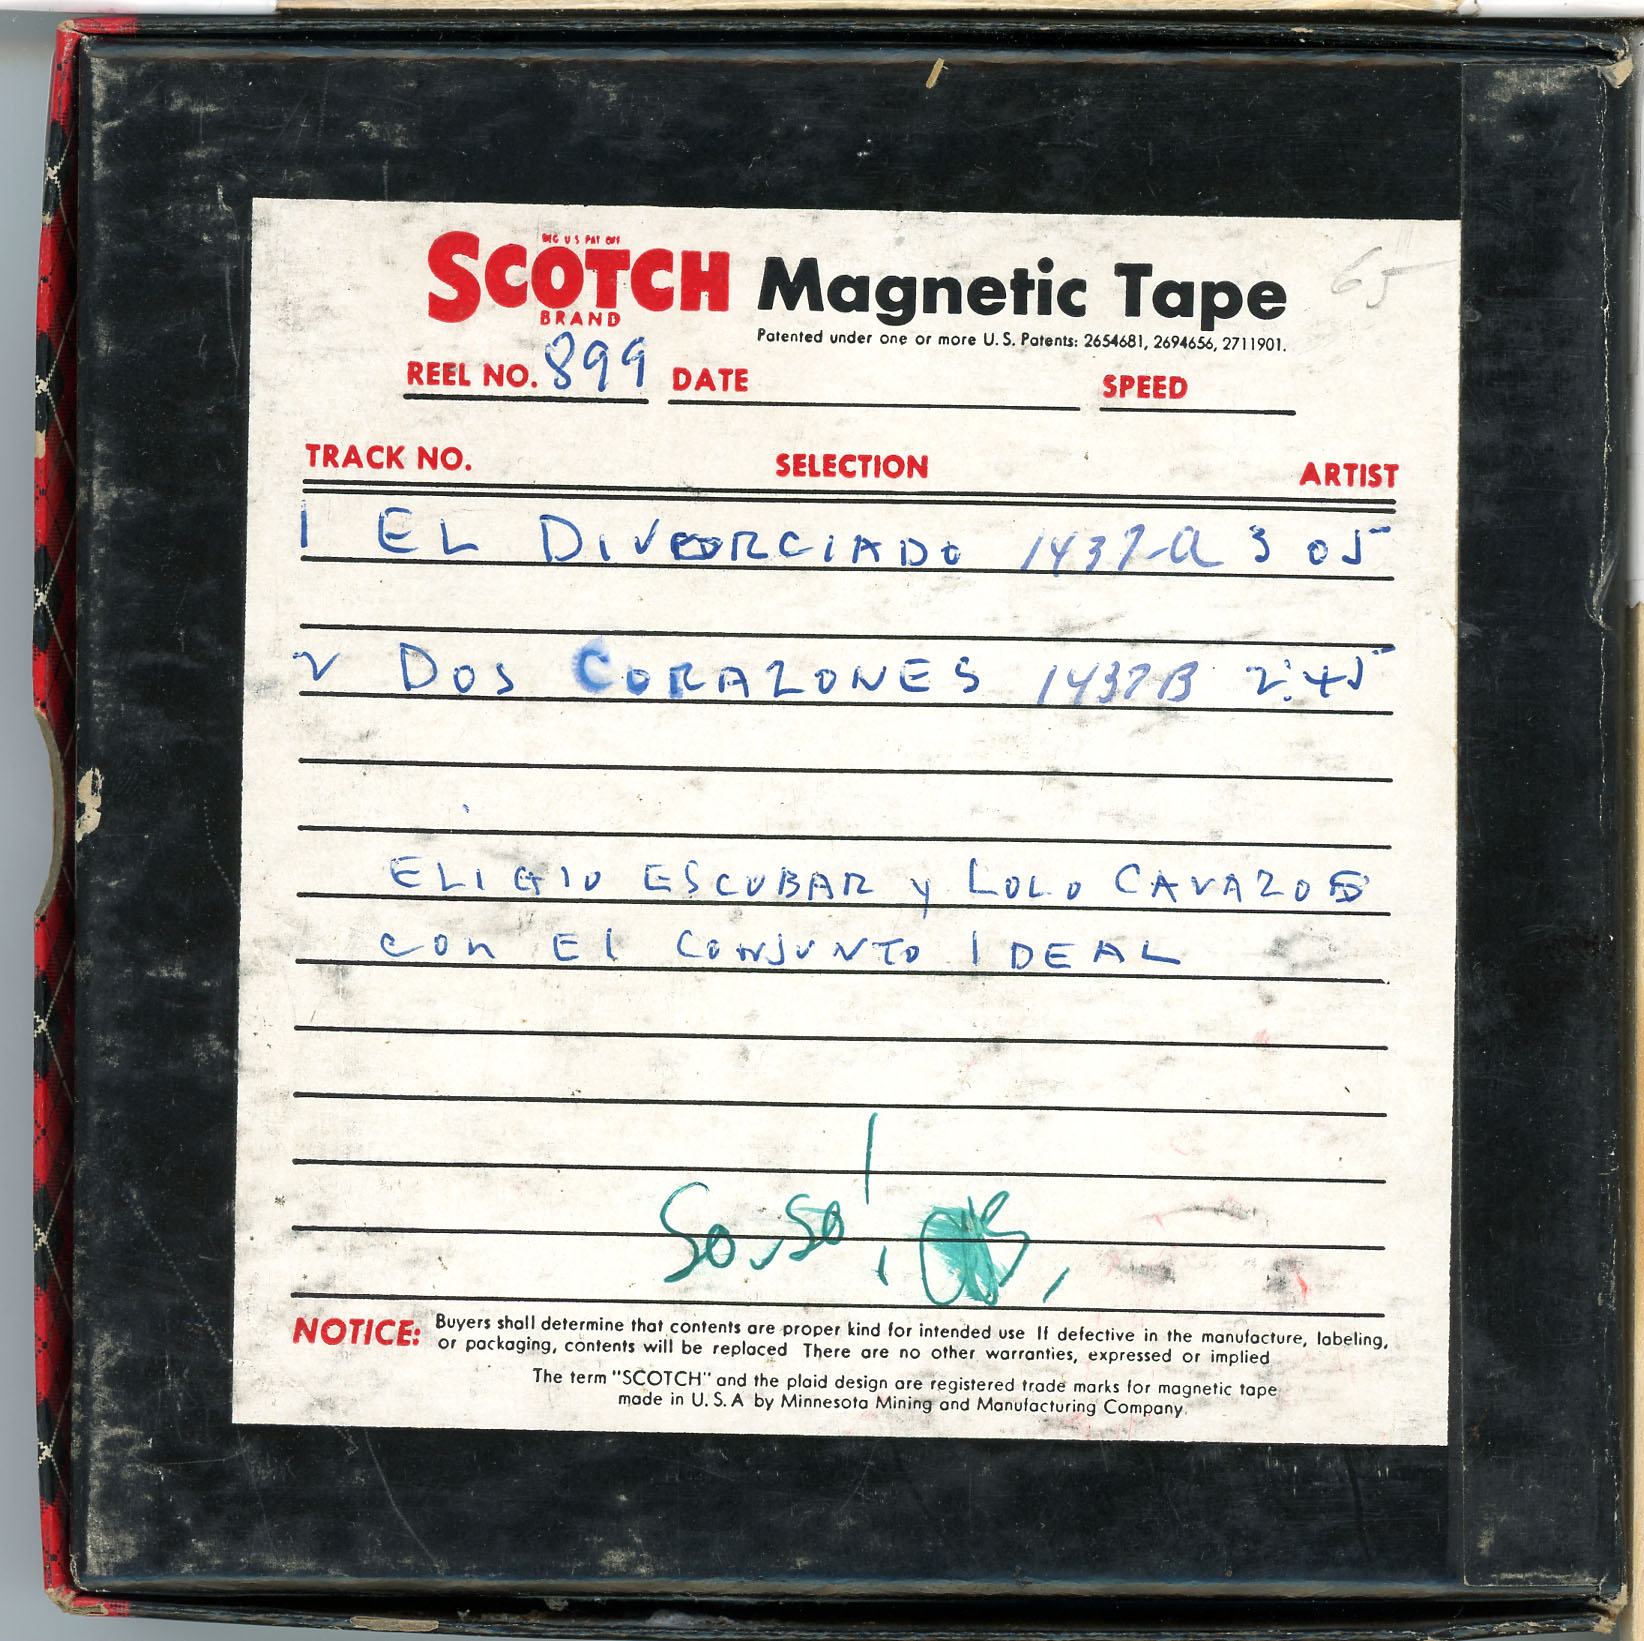 REG U S PAT OFF
SCOTCH Magnetic Tape 65
BRAND
Patented under one or more U. S. Patents: 2654681, 2694656, 2711901.
REEL NO. 899 DATE SPEED
TRACK NO. SELECTION ARTIST
1 EL DIVORCIADO 1437-A 3 05
2 DOS CORAZONES 1437B 2:45
ELIGIO ESCOBAR y LOLO CAVAZOS
con El CONJUNTO IDEAL
So, So
NOTICE: Buyers shall determine that contents are proper kind for intended use If defective in the manufacture, labeling,
or packaging, contents will be replaced There are no other warranties, expressed or implied
The term "SCOTCH" and the plaid design are registered trade marks for magnetic tape
made in U. S. A by Minnesota Mining and Manufacturing Company.